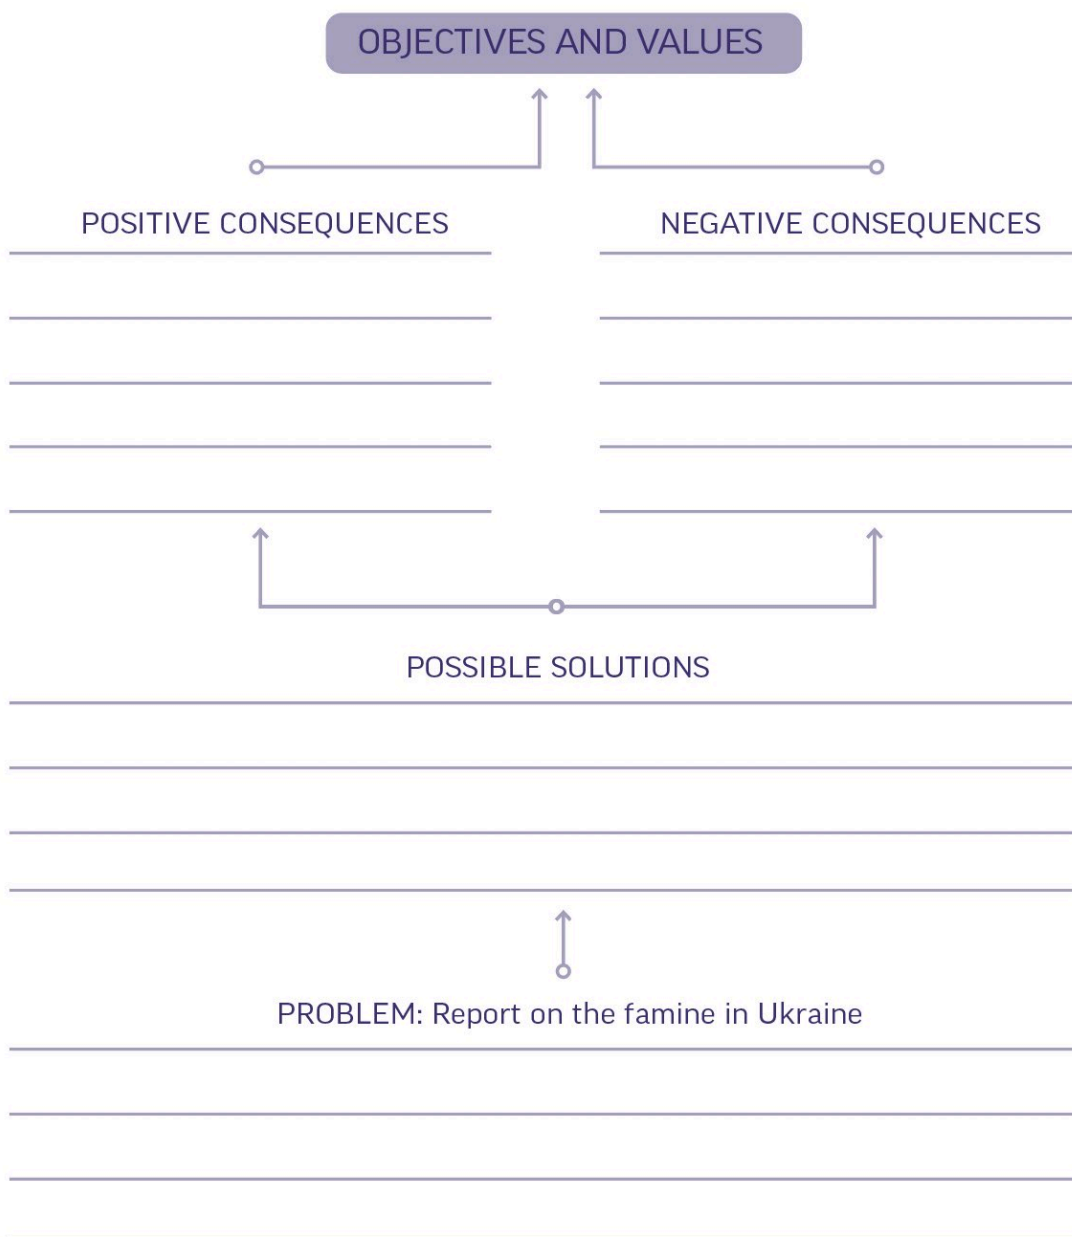 OBJECTIVES AND VALUES
POSITIVE CONSEQUENCES
NEGATIVE CONSEQUENCES
POSSIBLE SOLUTIONS
PROBLEM: Report on the famine in Ukraine